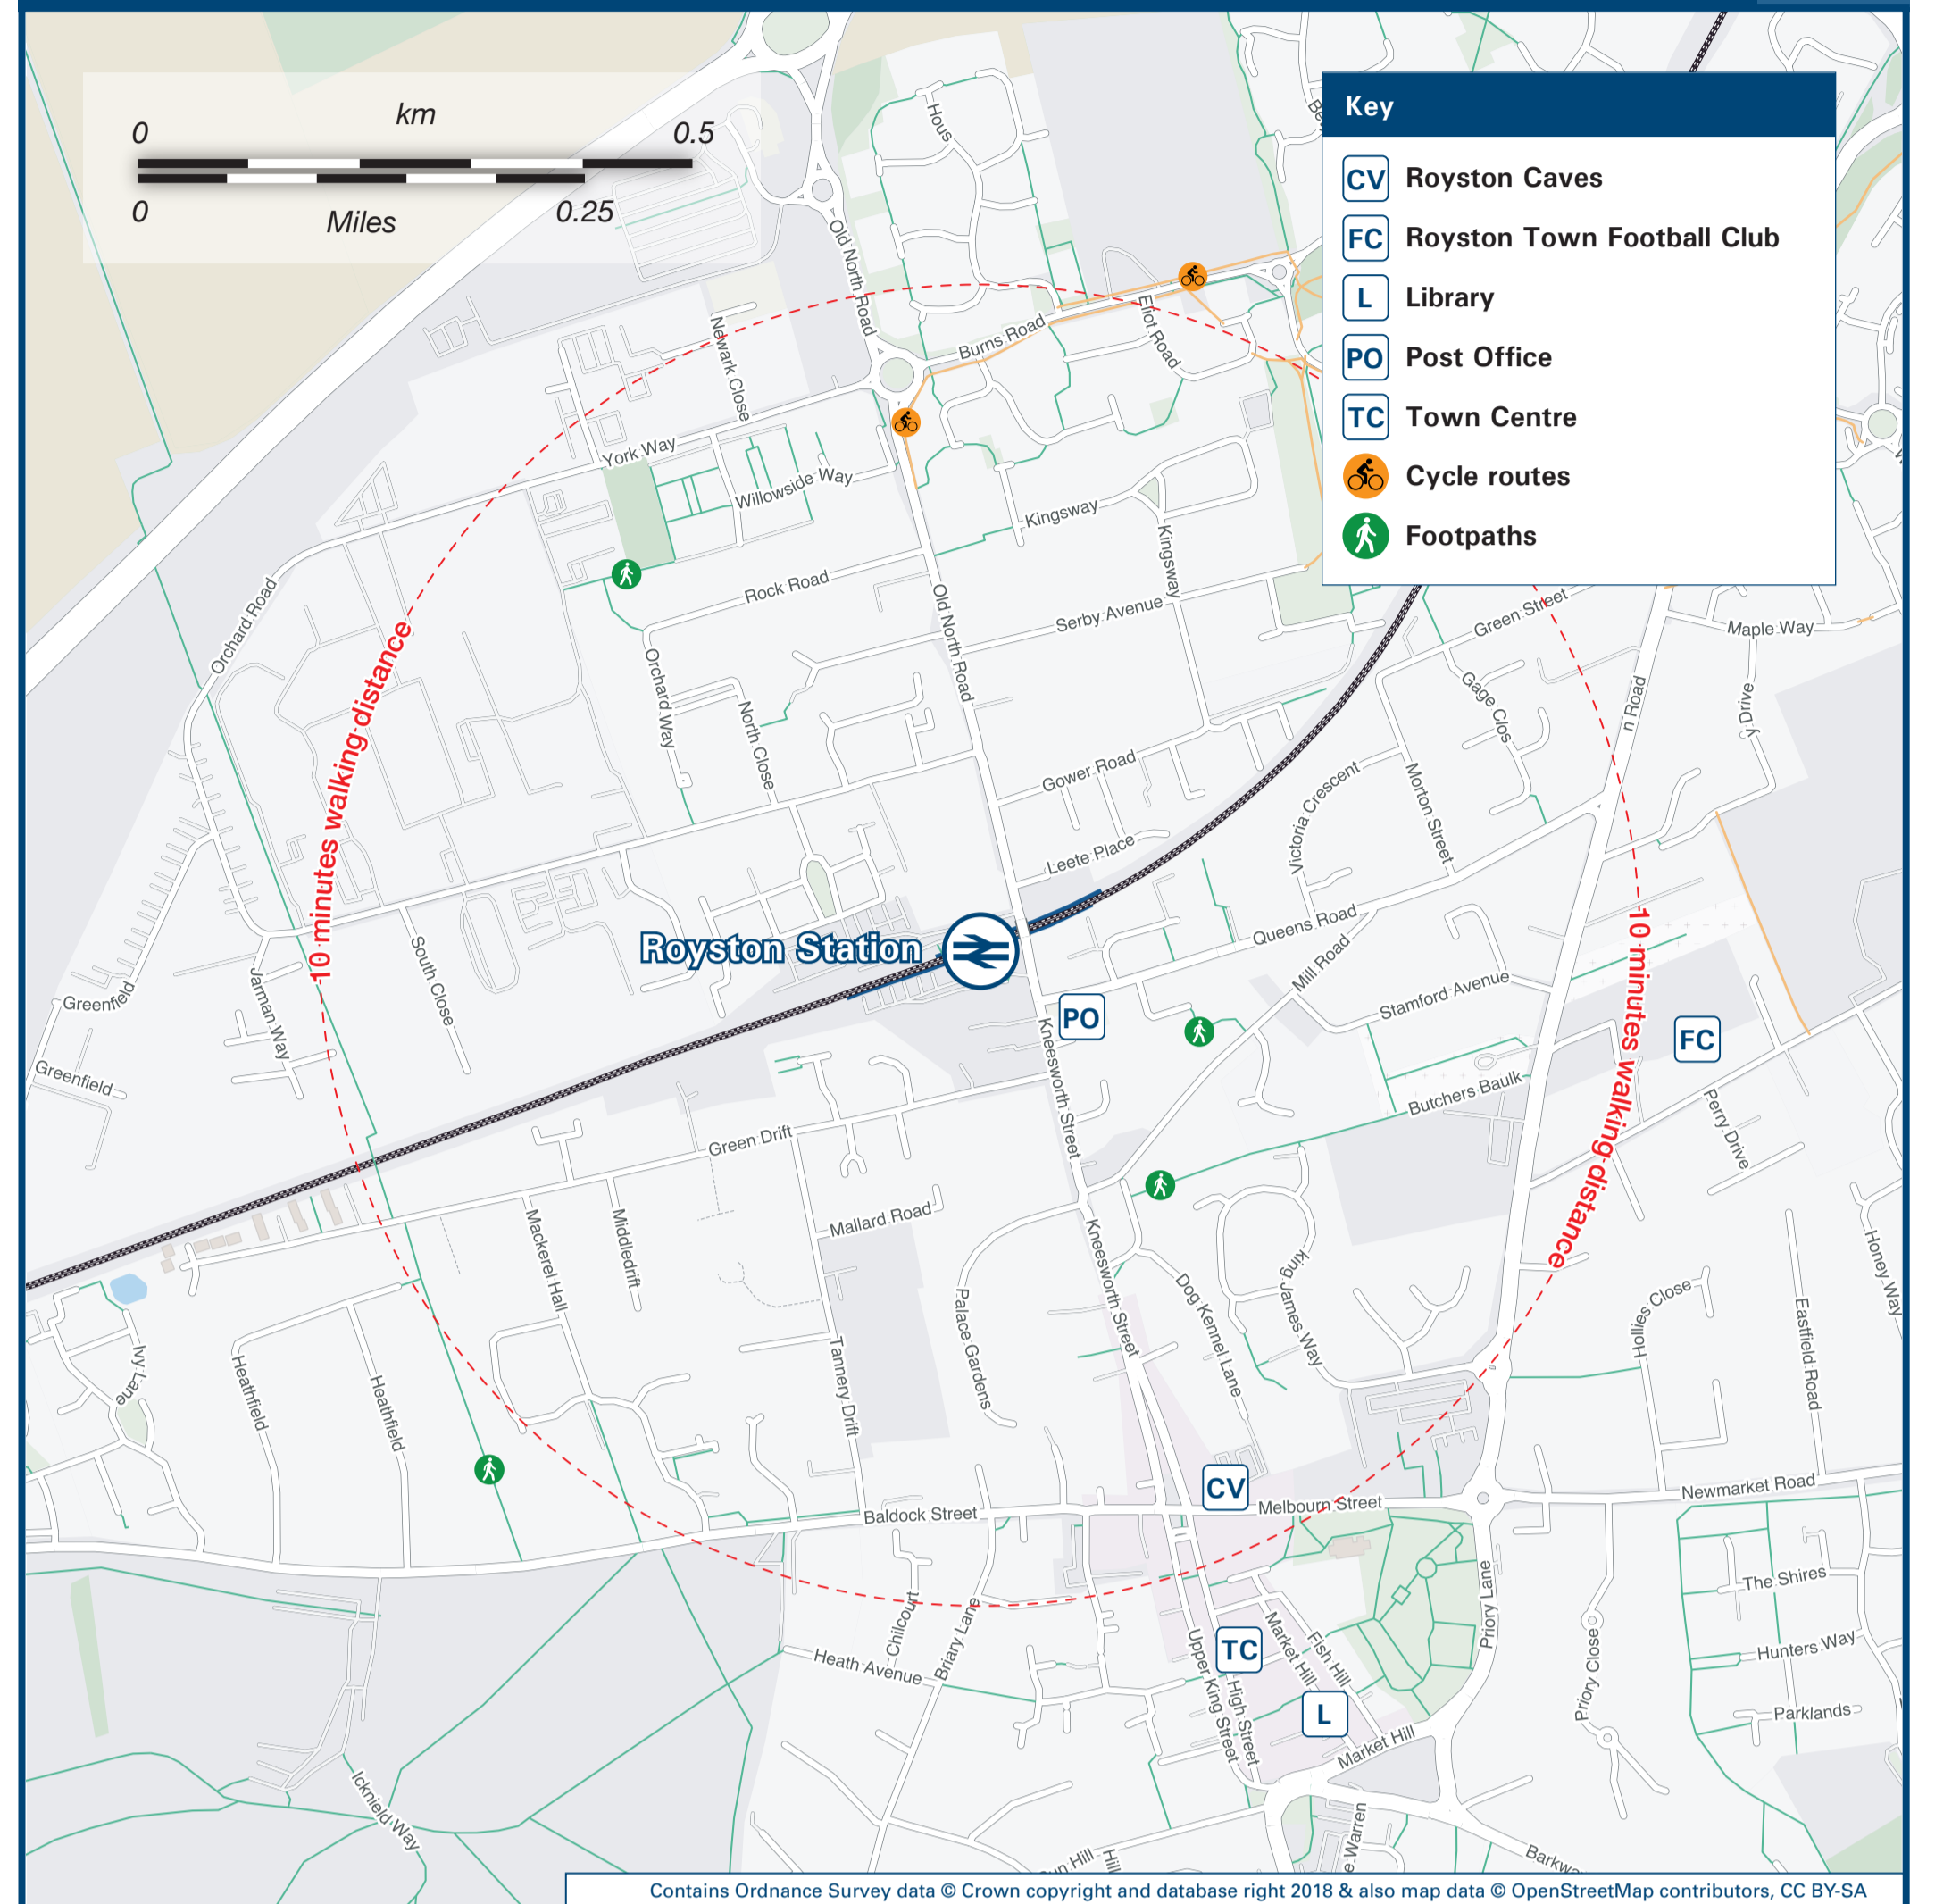 km
0
0.5
0
Miles
0.25
Key
CV Royston Caves
FC Royston Town Football Club
L Library
PO Post Office
TC Town Centre
Cycle routes
Footpaths
Hous
Old North Road
Newark Close
Burns Road
Eliot Road
York Way
Willowside Way
Kingsway
Kingsway
Rock Road
Serby Avenue
Old North Road
Orchard Road
Orchard Way
North Close
Green Street
Maple Way
Gage Clos
n Road
y Drive
Gower Road
Victoria Crescent
Morton Street
Leete Place
10 minutes walking distance
Royston Station
Queens Road
Mill Road
Stamford Avenue
10 minutes walking distance
South Close
Jarman Way
Greenfield
Greenfield
PO
FC
Kneesworth Street
Butchers Baulk
Perry Drive
Green Drift
Mallard Road
Mackerel Hall
Middledrift
Kneesworth Street
Dog Kennel Lane
King James Way
Palace Gardens
Tannery Drift
Hollies Close
Eastfield Road
Honey Way
Ivy Lane
Heathfield
Heathfield
CV
Melbourn Street
Baldock Street
Newmarket Road
Priory Lane
The Shires
Hunters Way
Parklands
Priory Close
Chilcourt
Briary Lane
Heath Avenue
TC
Market Hill
Fish Hill
Upper King Street
High Street
L
Market Hill
Icknield Way
e Warren
Hill
Hill
Barkwa
Contains Ordnance Survey data © Crown copyright and database right 2018 & also map data © OpenStreetMap contributors, CC BY-SA